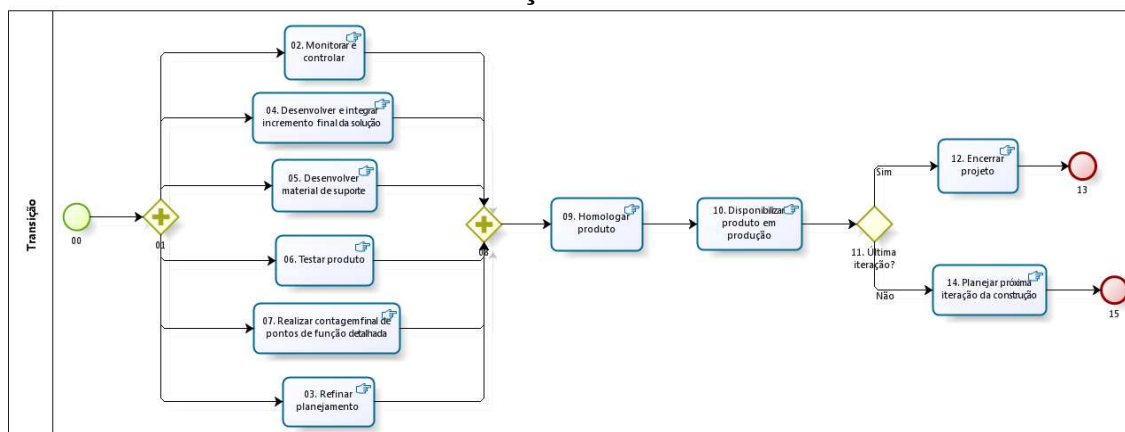 Transição
00
01
02. Monitorar e
controlar
04. Desenvolver e integrar
incremento final da solução
05. Desenvolver
material de suporte
06. Testar produto
07. Realizar contagem final de
pontos de função detalhada
03. Refinar
planejamento
08
09. Homologar
produto
10. Disponibilizar
produto em
produção
11. Última
iteração?
Sim
12. Encerrar
projeto
13
Não
14. Planejar próxima
iteração da construção
15